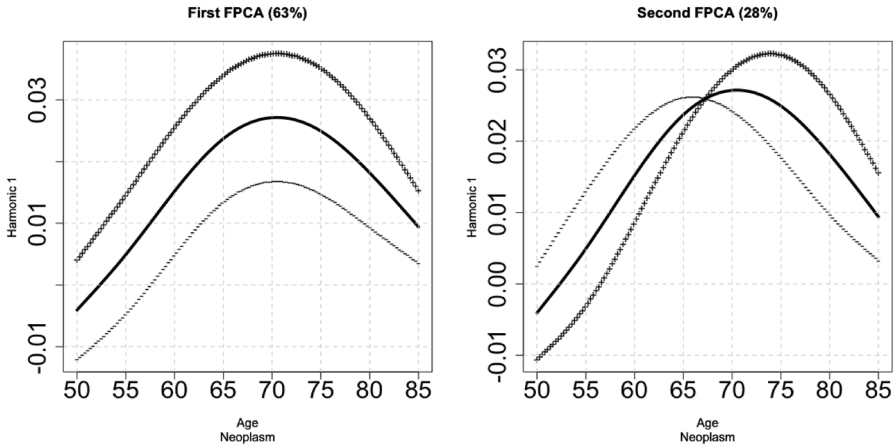 First FPCA (63%)
Harmonic 1
0.03
0.01
-0.01
50 55 60 65 70 75 80 85
Age
Neoplasm
Second FPCA (28%)
Harmonic 1
0.03
0.02
0.01
0.00
-0.01
50 55 60 65 70 75 80 85
Age
Neoplasm